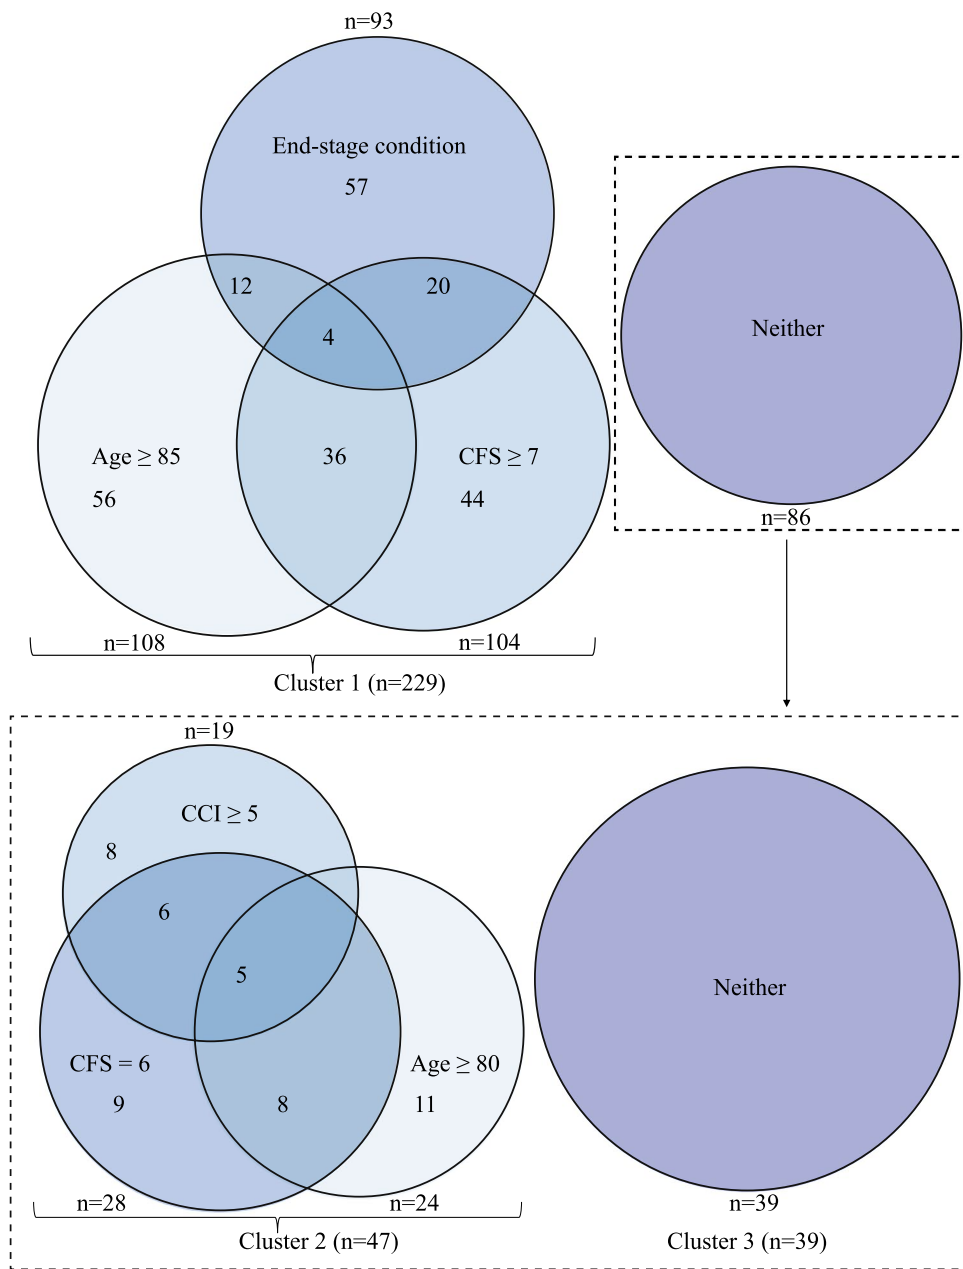 n=93
End-stage condition
57
12
20
4
Neither
Age ≥ 85
36
CFS ≥ 7
56
44
n=86
n=108
n=104
Cluster 1 (n=229)
n=19
CCI ≥ 5
8
6
5
Neither
CFS = 6
Age ≥ 80
9
8
11
n=28
n=24
n=39
Cluster 2 (n=47)
Cluster 3 (n=39)